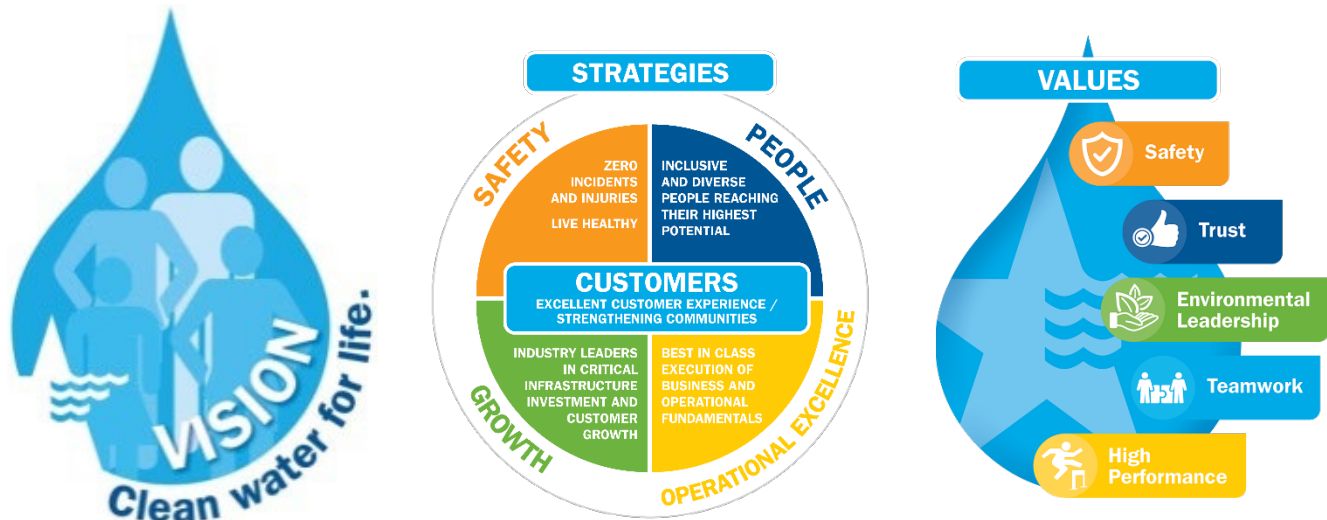 VISION
Clean water for life.
STRATEGIES
SAFETY
ZERO
INCIDENTS
AND INJURIES
LIVE HEALTHY
PEOPLE
INCLUSIVE
AND DIVERSE
PEOPLE REACHING
THEIR HIGHEST
POTENTIAL
CUSTOMERS
EXCELLENT CUSTOMER EXPERIENCE /
STRENGTHENING COMMUNITIES
GROWTH
INDUSTRY LEADERS
IN CRITICAL
INFRASTRUCTURE
INVESTMENT AND
CUSTOMER
GROWTH
OPERATIONAL EXCELLENCE
BEST IN CLASS
EXECUTION OF
BUSINESS AND
OPERATIONAL
FUNDAMENTALS
VALUES
Safety
Trust
Environmental
Leadership
Teamwork
High
Performance